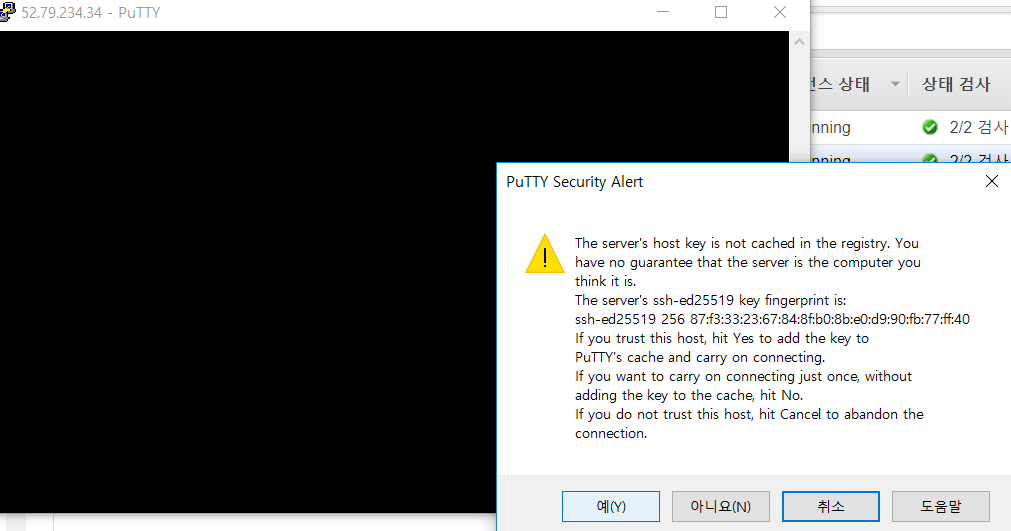 52.79.234.34 - PuTTY
스 상태
상태 검사
nning
2/2 검사
nning
2/2 검사
PuTTY Security Alert
The server's host key is not cached in the registry. You
have no guarantee that the server is the computer you
think it is.
The server's ssh-ed25519 key fingerprint is:
ssh-ed25519 256 87:f3:33:23:67:84:8f:b0:8b:e0:d9:90:fb:77:ff:40
If you trust this host, hit Yes to add the key to
PuTTY's cache and carry on connecting.
If you want to carry on connecting just once, without
adding the key to the cache, hit No.
If you do not trust this host, hit Cancel to abandon the
connection.
예(Y)
아니요(N)
취소
도움말